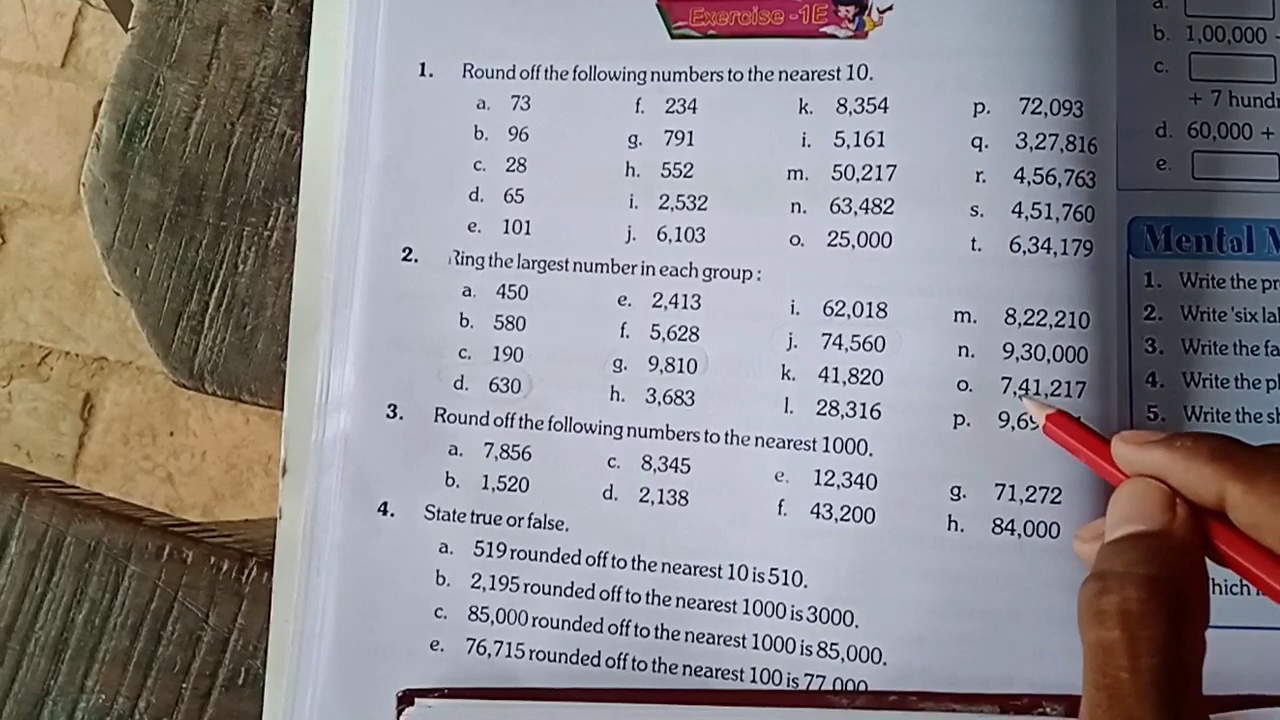 Exercise -1E
1. Round off the following numbers to the nearest 10.
a. 73 f. 234 k. 8,354 p. 72,093
b. 96 g. 791 i. 5,161 q. 3,27,816
c. 28 h. 552 m. 50,217 r. 4,56,763
d. 65 i. 2,532 n. 63,482 s. 4,51,760
e. 101 j. 6,103 o. 25,000 t. 6,34,179
2. Ring the largest number in each group :
a. 450 e. 2,413 i. 62,018 m. 8,22,210
b. 580 f. 5,628 j. 74,560 n. 9,30,000
c. 190 g. 9,810 k. 41,820 o. 7,41,217
d. 630 h. 3,683 l. 28,316 p.
3. Round off the following numbers to the nearest 1000.
a. 7,856 c. 8,345 e. 12,340 g. 71,272
b. 1,520 d. 2,138 f. 43,200 h. 84,000
4. State true or false.
a. 519 rounded off to the nearest 10 is 510.
b. 2,195 rounded off to the nearest 1000 is 3000.
c. 85,000 rounded off to the nearest 1000 is 85,000.
e. 76,715 rounded off to the nearest 100 is 77,000
a.
b. 1,00,000 -
c.
+ 7
d. 60,000 +
e.
Mental
1. Write the
2. Write 'six
3. Write the
4. Write the
5. Write the